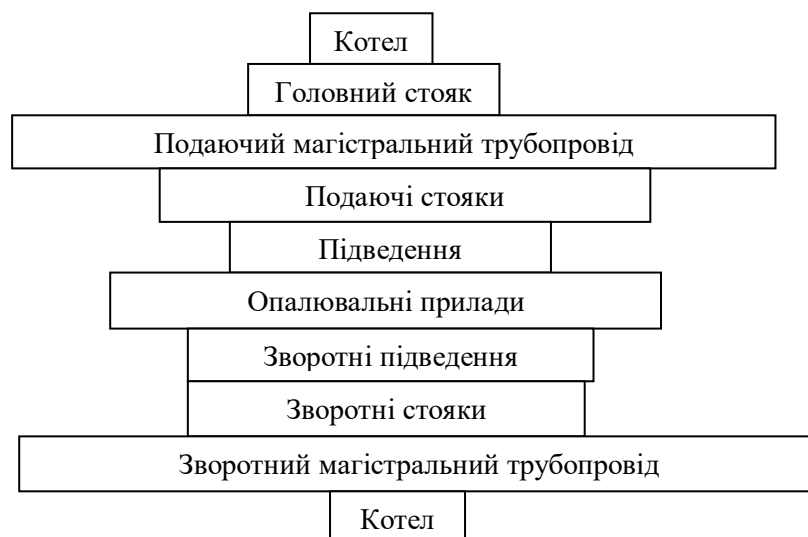 Котел
Головний стояк
Подаючий магістральний трубопровід
Подаючі стояки
Підведення
Опалювальні прилади
Зворотні підведення
Зворотні стояки
Зворотний магістральний трубопровід
Котел